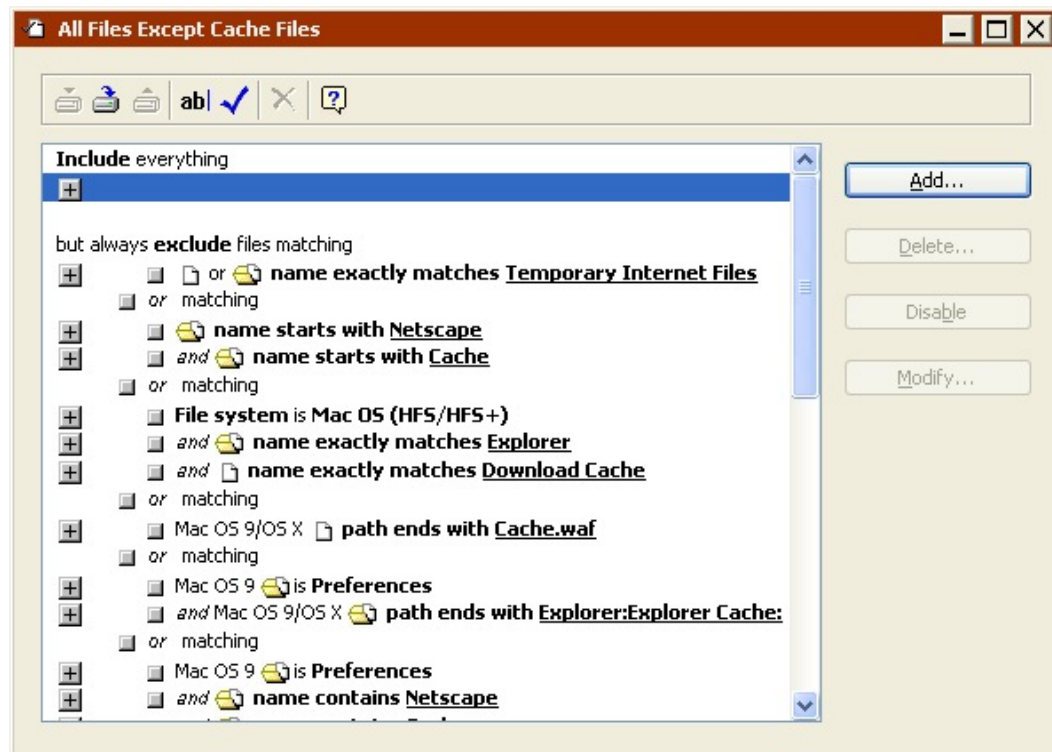 All Files Except Cache Files
ab|
Include everything
but always exclude files matching
or name exactly matches Temporary Internet Files
or matching
name starts with Netscape
and name starts with Cache
or matching
File system is Mac OS (HFS/HFS+)
and name exactly matches Explorer
and name exactly matches Download Cache
or matching
Mac OS 9/OS X path ends with Cache.waf
or matching
Mac OS 9 is Preferences
and Mac OS 9/OS X path ends with Explorer:Explorer Cache:
or matching
Mac OS 9 is Preferences
and name contains Netscape
Add...
Delete...
Disable
Modify...